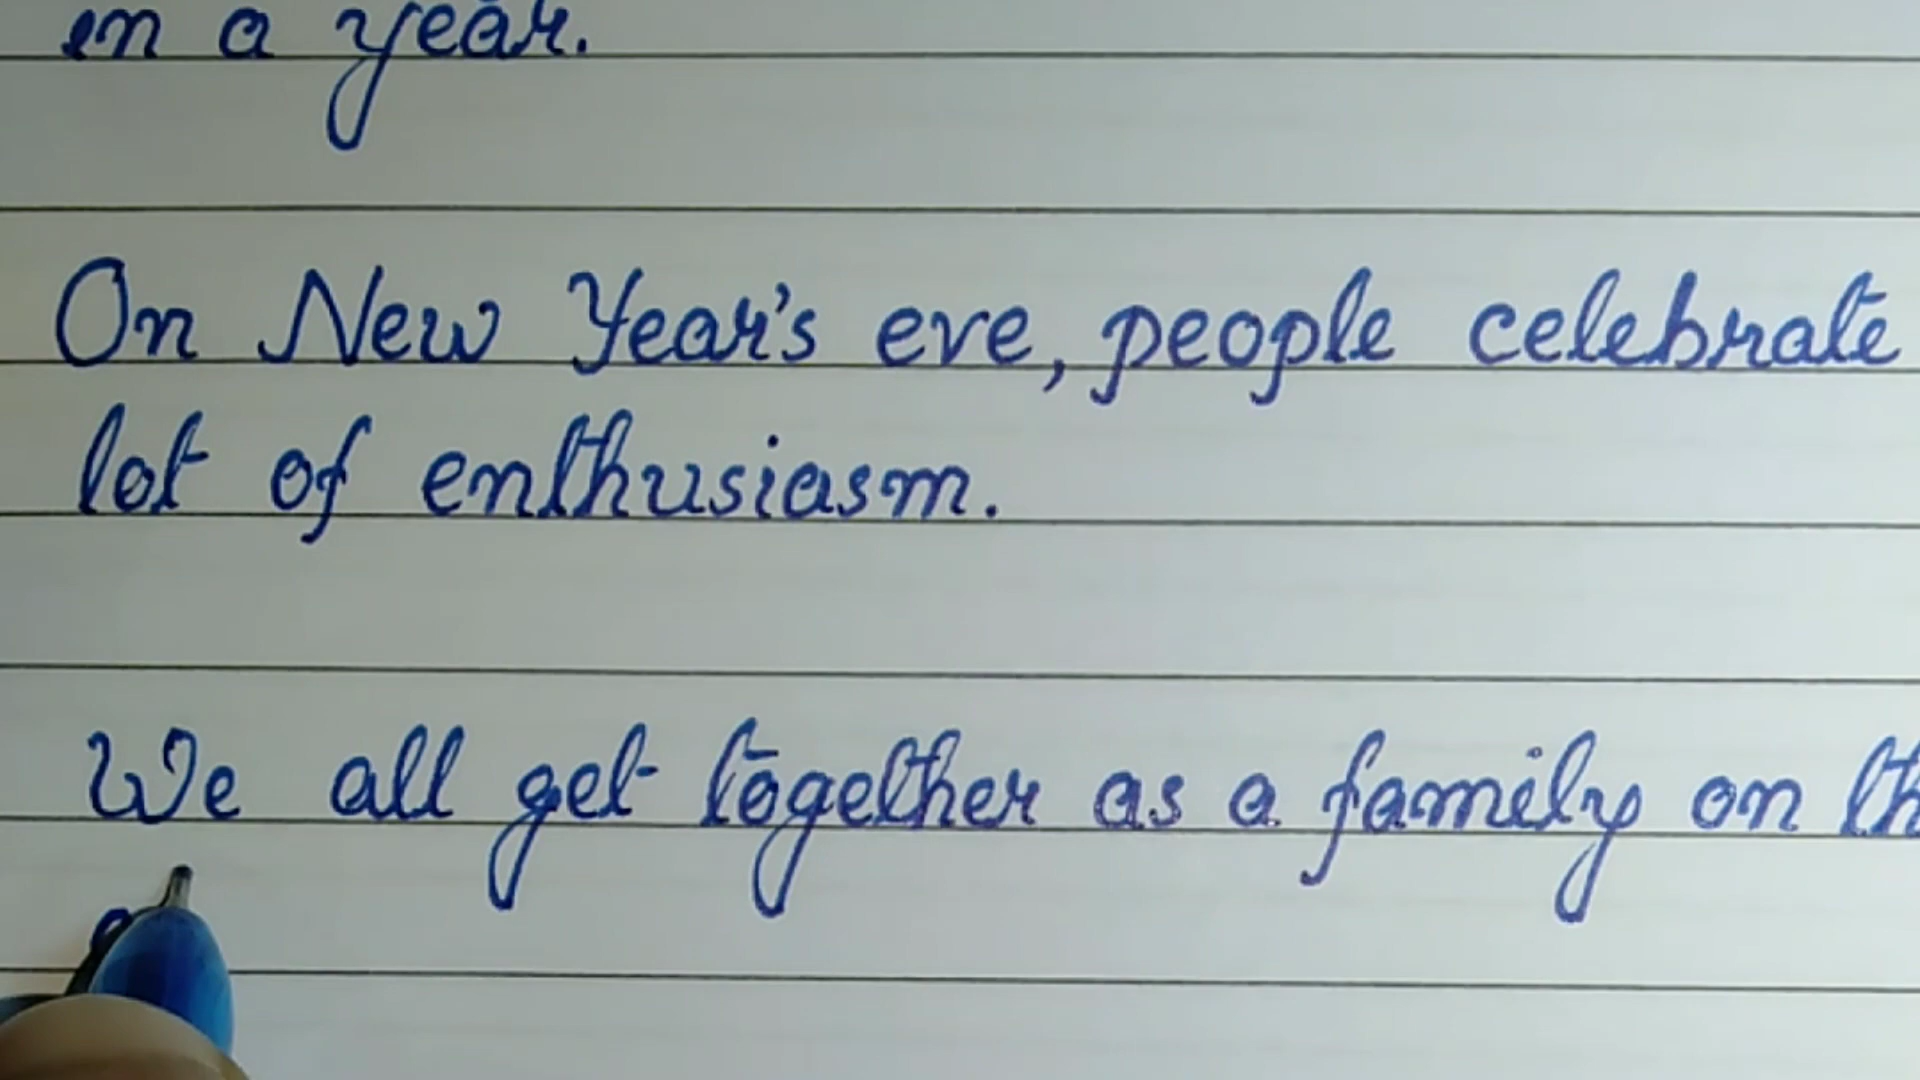 in a year.
On New Year's eve, people celebrate
lot of enthusiasm.
We all get together as a family on